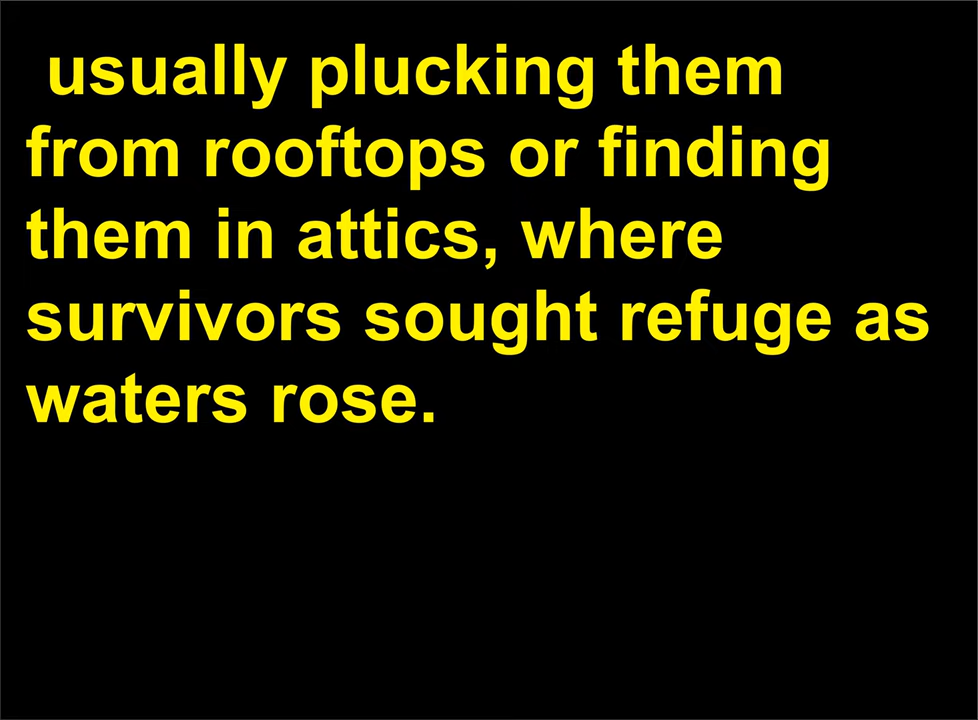 usually plucking them
from rooftops or finding
them in attics, where
survivors sought refuge as
waters rose.